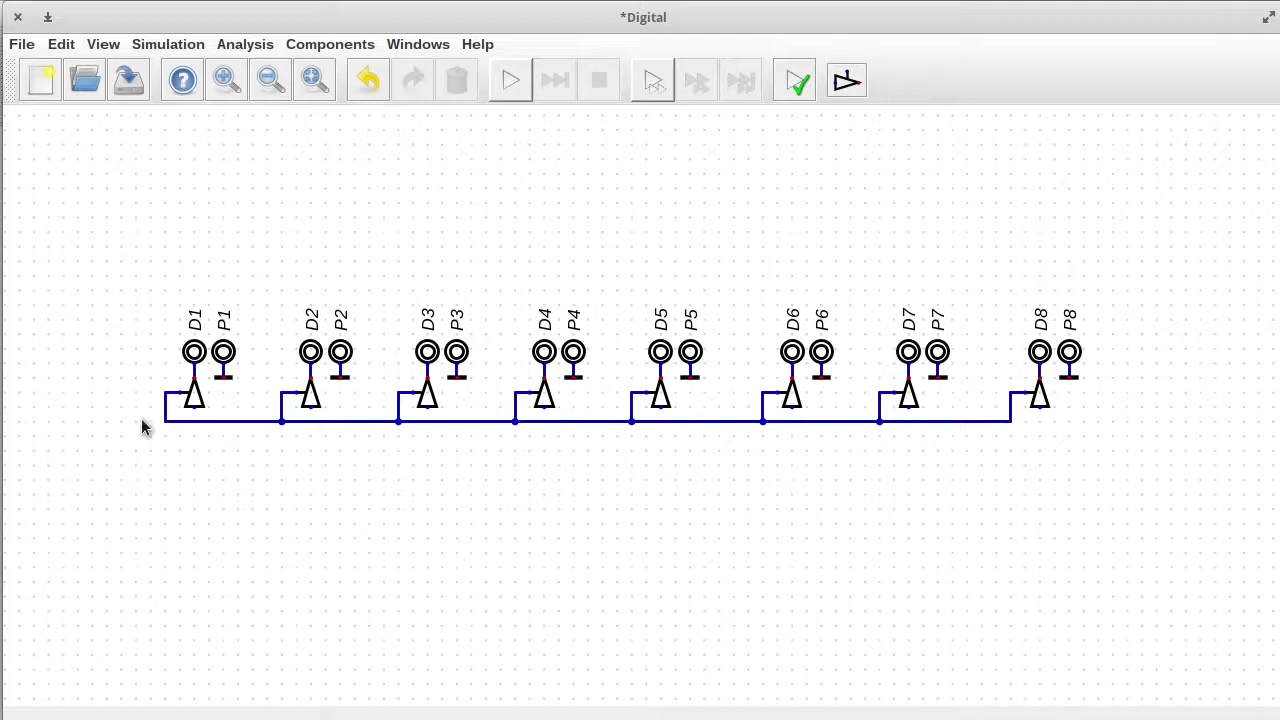 *Digital
File Edit View Simulation Analysis Components Windows Help
D1 P1 D2 P2 D3 P3 D4 P4 D5 P5 D6 P6 D7 P7 D8 P8